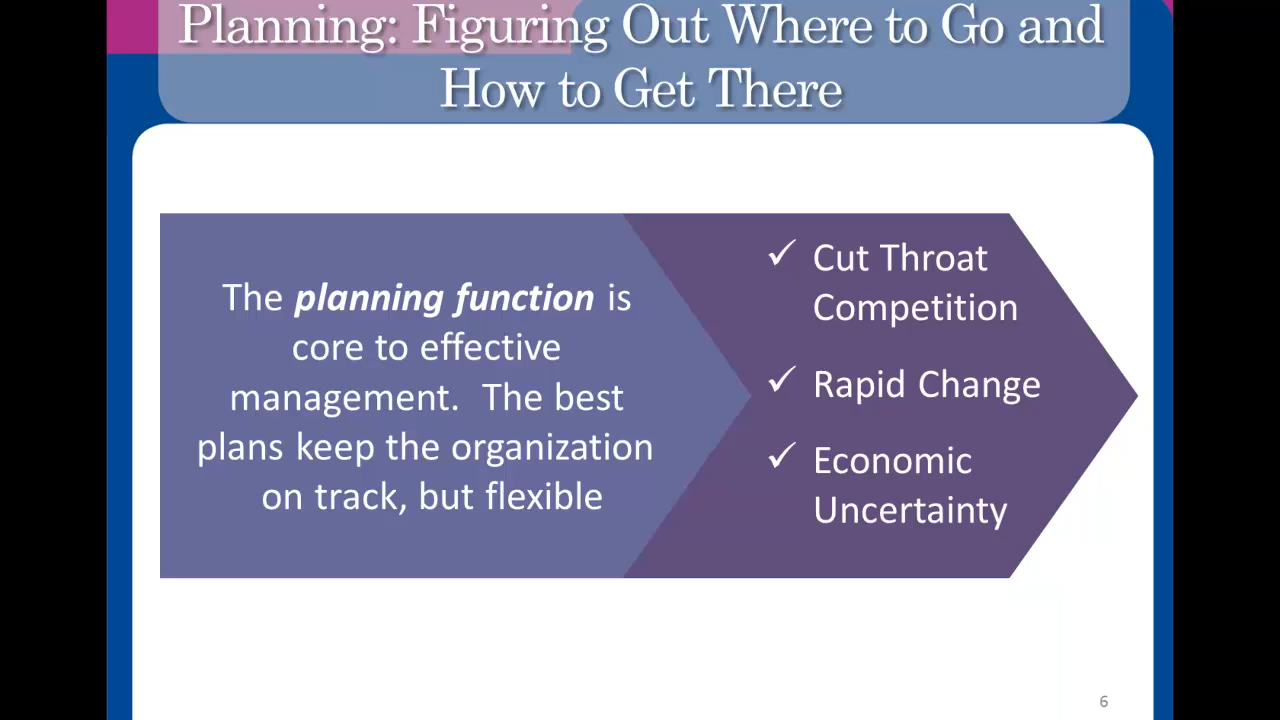 Planning: Figuring Out Where to Go and
How to Get There
The planning function is
core to effective
management.  The best
plans keep the organization
on track, but flexible
✓ Cut Throat
Competition
✓ Rapid Change
✓ Economic
Uncertainty
6